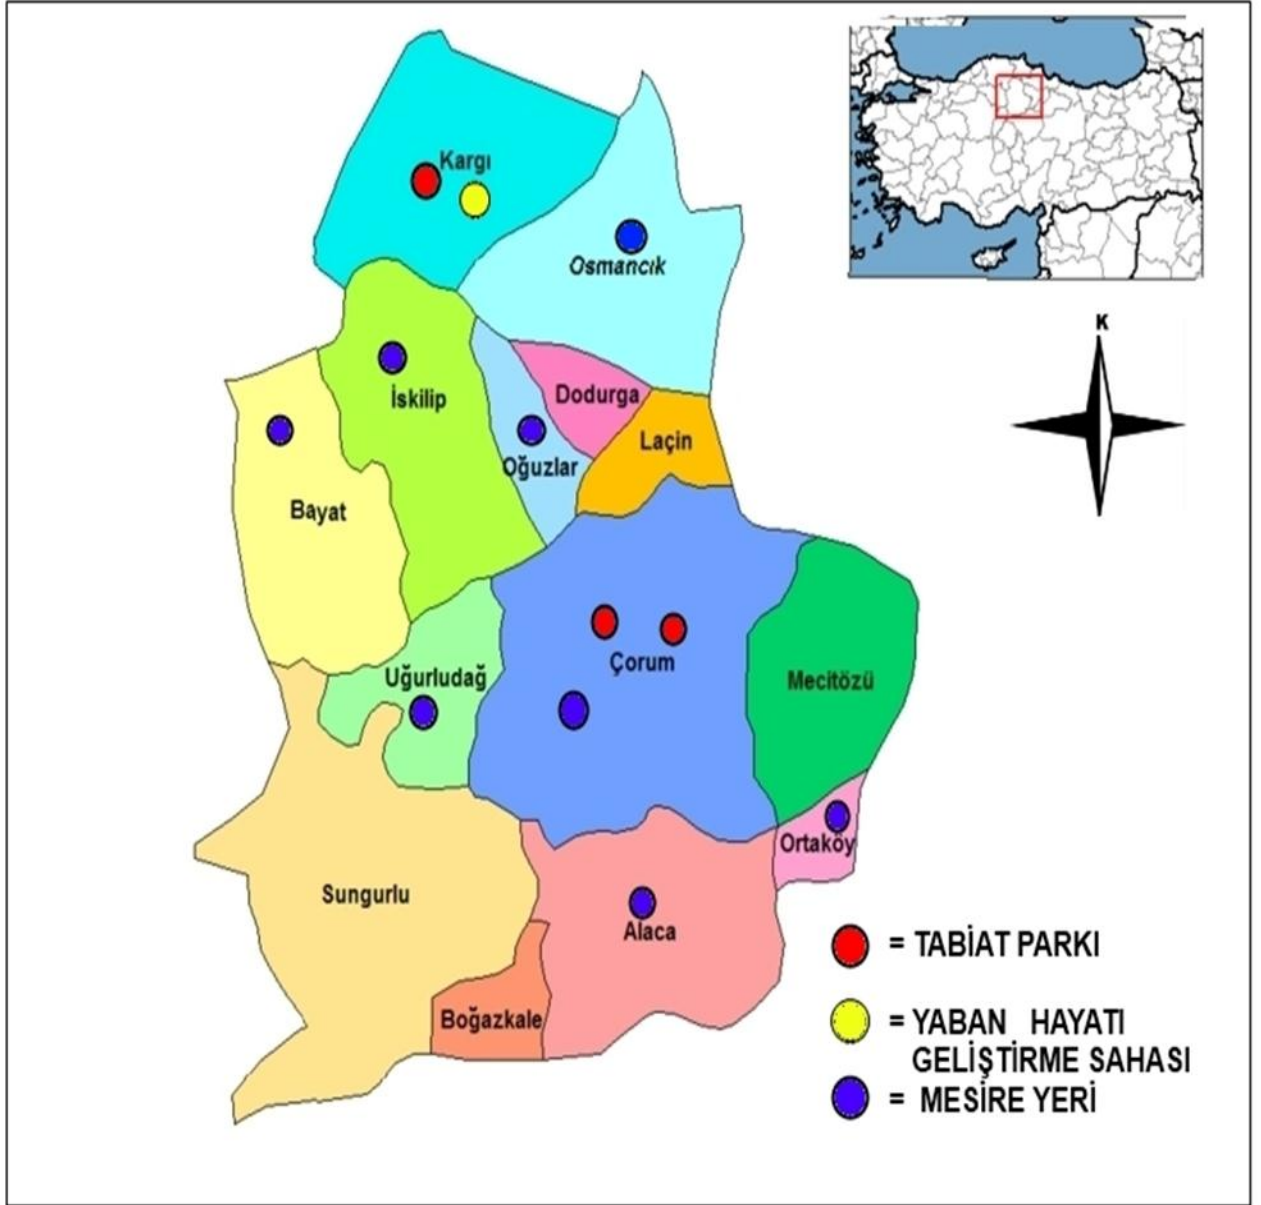 Kargı
Osmancık
K
Dodurga
İskilip
Laçin
Oğuzlar
Bayat
Çorum
Uğurludağ
Mecitözü
Ortaköy
Sungurlu
Alaca
Boğazkale
= TABİAT PARKI
= YABAN HAYATI
GELİŞTİRME SAHASI
= MESİRE YERİ